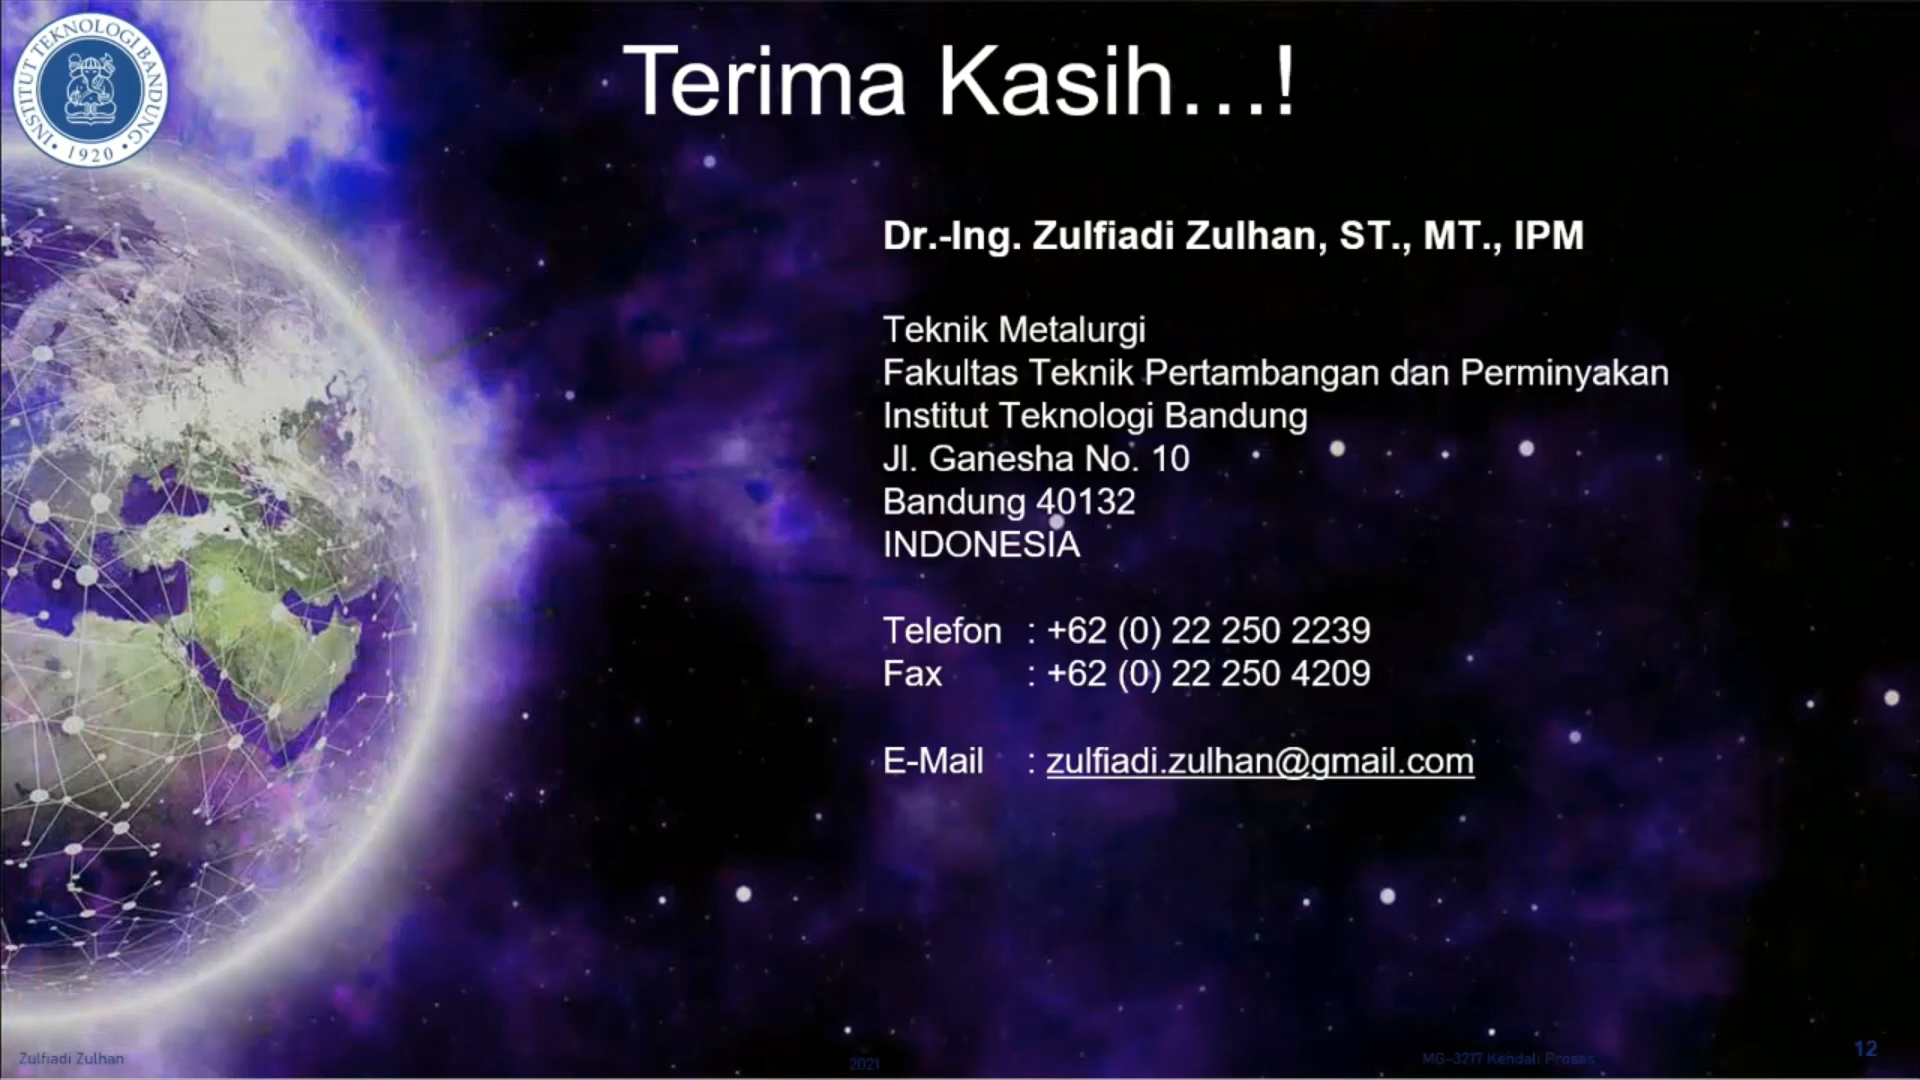 INSTITUT TEKNOLOGI BANDUNG
• 1920 •
Terima Kasih...!
Dr.-Ing. Zulfiadi Zulhan, ST., MT., IPM
Teknik Metalurgi
Fakultas Teknik Pertambangan dan Perminyakan
Institut Teknologi Bandung
Jl. Ganesha No. 10
Bandung 40132
INDONESIA
Telefon : +62 (0) 22 250 2239
Fax : +62 (0) 22 250 4209
E-Mail : zulfiadi.zulhan@gmail.com
Zulfiadi Zulhan
2021
MG-3217 Kendali Proses
12